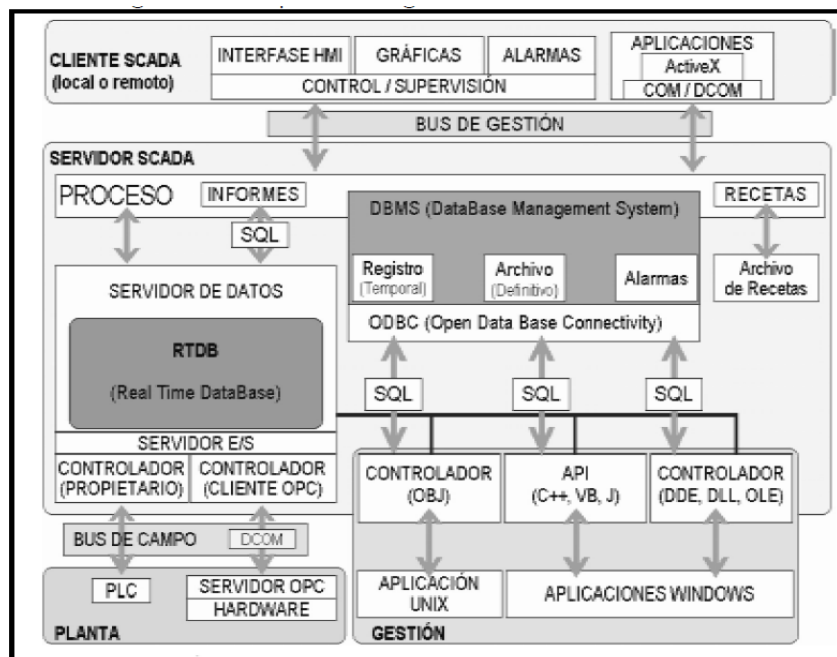 CLIENTE SCADA
(local o remoto)
INTERFASE HMI
GRÁFICAS
ALARMAS
CONTROL / SUPERVISIÓN
APLICACIONES
ActiveX
COM / DCOM
BUS DE GESTIÓN
SERVIDOR SCADA
PROCESO
INFORMES
RECETAS
SQL
DBMS (DataBase Management System)
Registro
(Temporal)
Archivo
(Definitivo)
Alarmas
ODBC (Open Data Base Connectivity)
Archivo
de Recetas
SERVIDOR DE DATOS
RTDB
(Real Time DataBase)
SQL
SQL
SQL
SERVIDOR E/S
CONTROLADOR
(PROPIETARIO)
CONTROLADOR
(CLIENTE OPC)
CONTROLADOR
(OBJ)
API
(C++, VB, J)
CONTROLADOR
(DDE, DLL, OLE)
BUS DE CAMPO
DCOM
PLC
SERVIDOR OPC
HARDWARE
PLANTA
APLICACIÓN
UNIX
APLICACIONES WINDOWS
GESTIÓN